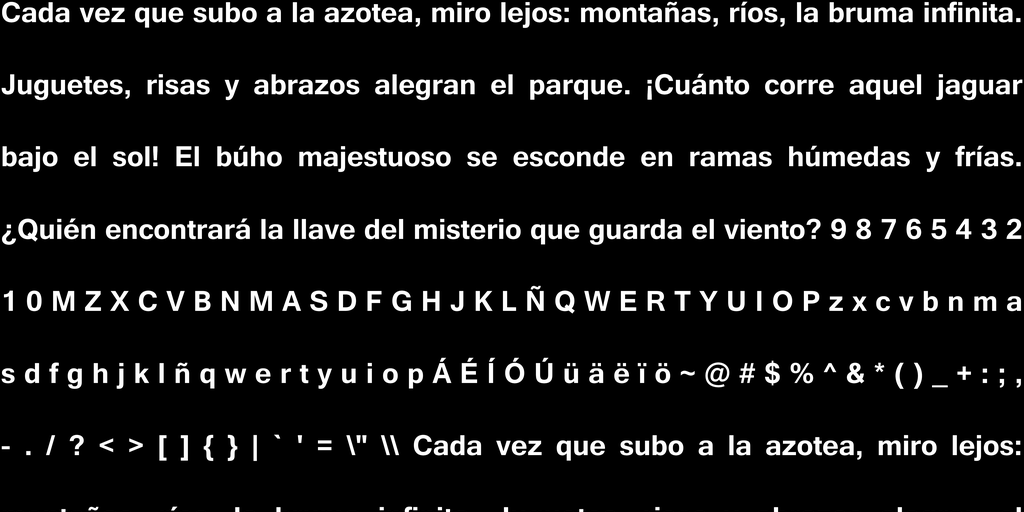 Cada vez que subo a la azotea, miro lejos: montañas, ríos, la bruma infinita.
Juguetes, risas y abrazos alegran el parque. ¡Cuánto corre aquel jaguar
bajo el sol! El búho majestuoso se esconde en ramas húmedas y frías.
¿Quién encontrará la llave del misterio que guarda el viento? 9 8 7 6 5 4 3 2
1 0 M Z X C V B N M A S D F G H J K L Ñ Q W E R T Y U I O P z x c v b n m a
s d f g h j k l ñ q w e r t y u i o p Á É Í Ó Ú ü ä ë ï ö ~ @ # $ % ^ & * ( ) _ + : ; ,
- . / ? < > [ ] { } | ` ' = \" \\ Cada vez que subo a la azotea, miro lejos: